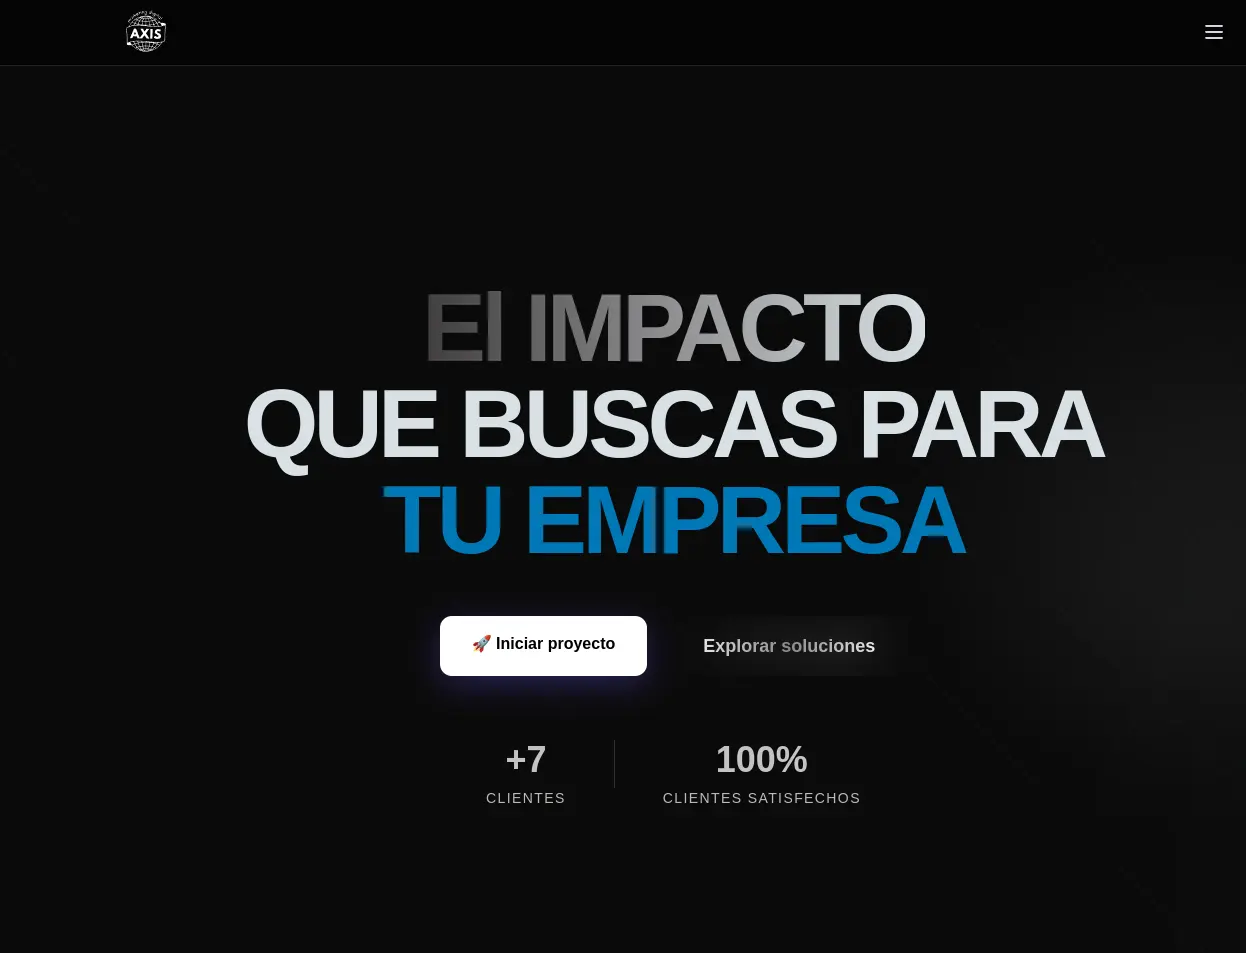 AXIS
El IMPACTO
QUE BUSCAS PARA
TU EMPRESA
🚀 Iniciar proyecto
Explorar soluciones
+7
CLIENTES
100%
CLIENTES SATISFECHOS